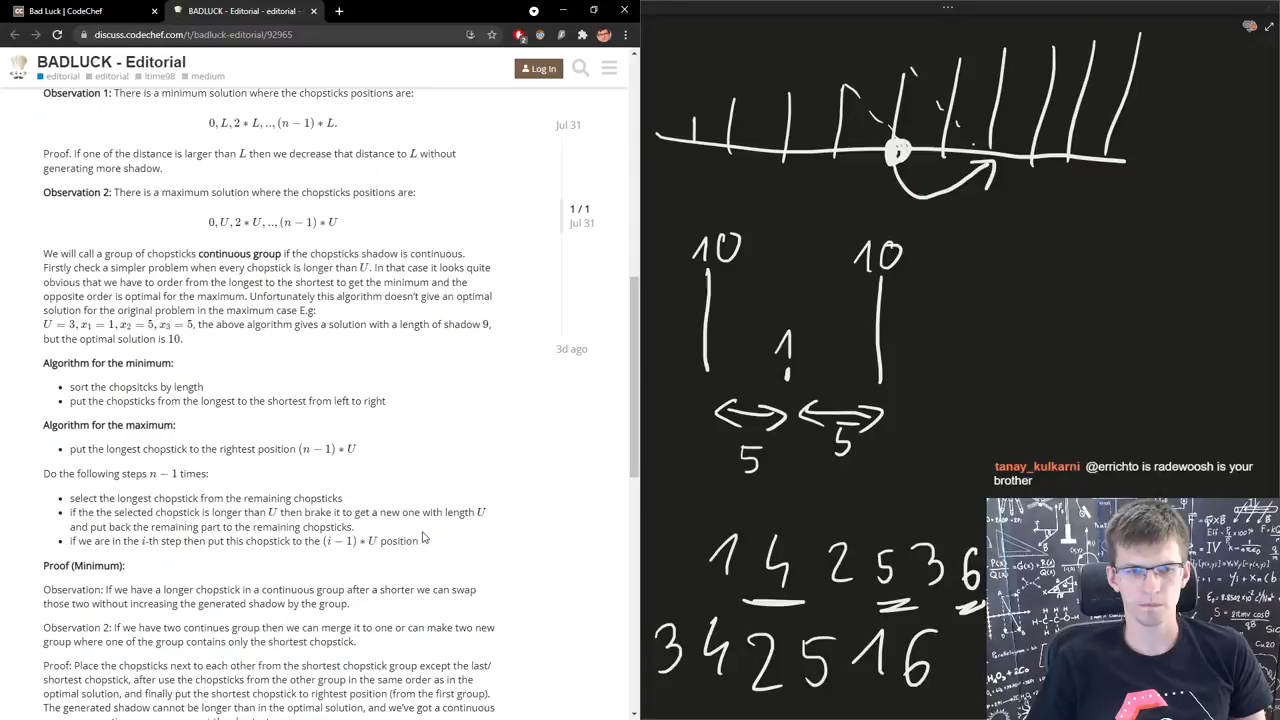 Bad Luck | CodeChef
BADLUCK - Editorial - editorial -
discuss.codechef.com/t/badluck-editorial/92965
2
BADLUCK - Editorial
editorial editorial ltime98 medium
Log In
Observation 1: There is a minimum solution where the chopsticks positions are:
0, L, 2 ∗ L, .., (n − 1) ∗ L.
Proof. If one of the distance is larger than L then we decrease that distance to L without
generating more shadow.
Observation 2: There is a maximum solution where the chopsticks positions are:
0, U, 2 ∗ U, .., (n − 1) ∗ U
We will call a group of chopsticks continuous group if the chopsticks shadow is continuous.
Firstly check a simpler problem when every chopstick is longer than U. In that case it looks quite
obvious that we have to order from the longest to the shortest to get the minimum and the
opposite order is optimal for the maximum. Unfortunately this algorithm doesn't give an optimal
solution for the original problem in the maximum case E.g:
U = 3, x₁ = 1, x₂ = 5, x₃ = 5, the above algorithm gives a solution with a length of shadow 9,
but the optimal solution is 10.
Algorithm for the minimum:
sort the chopsitcks by length
put the chopsticks from the longest to the shortest from left to right
Algorithm for the maximum:
put the longest chopstick to the rightest position (n − 1) ∗ U
Do the following steps n − 1 times:
select the longest chopstick from the remaining chopsticks
if the the selected chopstick is longer than U then brake it to get a new one with length U
and put back the remaining part to the remaining chopsticks.
if we are in the i-th step then put this chopstick to the (i − 1) ∗ U position
Proof (Minimum):
Observation: If we have a longer chopstick in a continuous group after a shorter we can swap
those two without increasing the generated shadow by the group.
Observation 2: If we have two continues group then we can merge it to one or can make two new
group where one of the group contains only the shortest chopstick.
Proof: Place the chopsticks next to each other from the shortest chopstick group except the last/
shortest chopstick, after use the chopsticks from the other group in the same order as in the
optimal solution, and finally put the shortest chopstick to rightest position (from the first group).
The generated shadow cannot be longer than in the optimal solution, and we've got a continuous
Jul 31
1 / 1
Jul 31
3d ago
10 10
1
5 5
1 4 2 5 3 6
3 4 2 5 1 6
tanay_kulkarni @errichto is radewoosh is your
brother